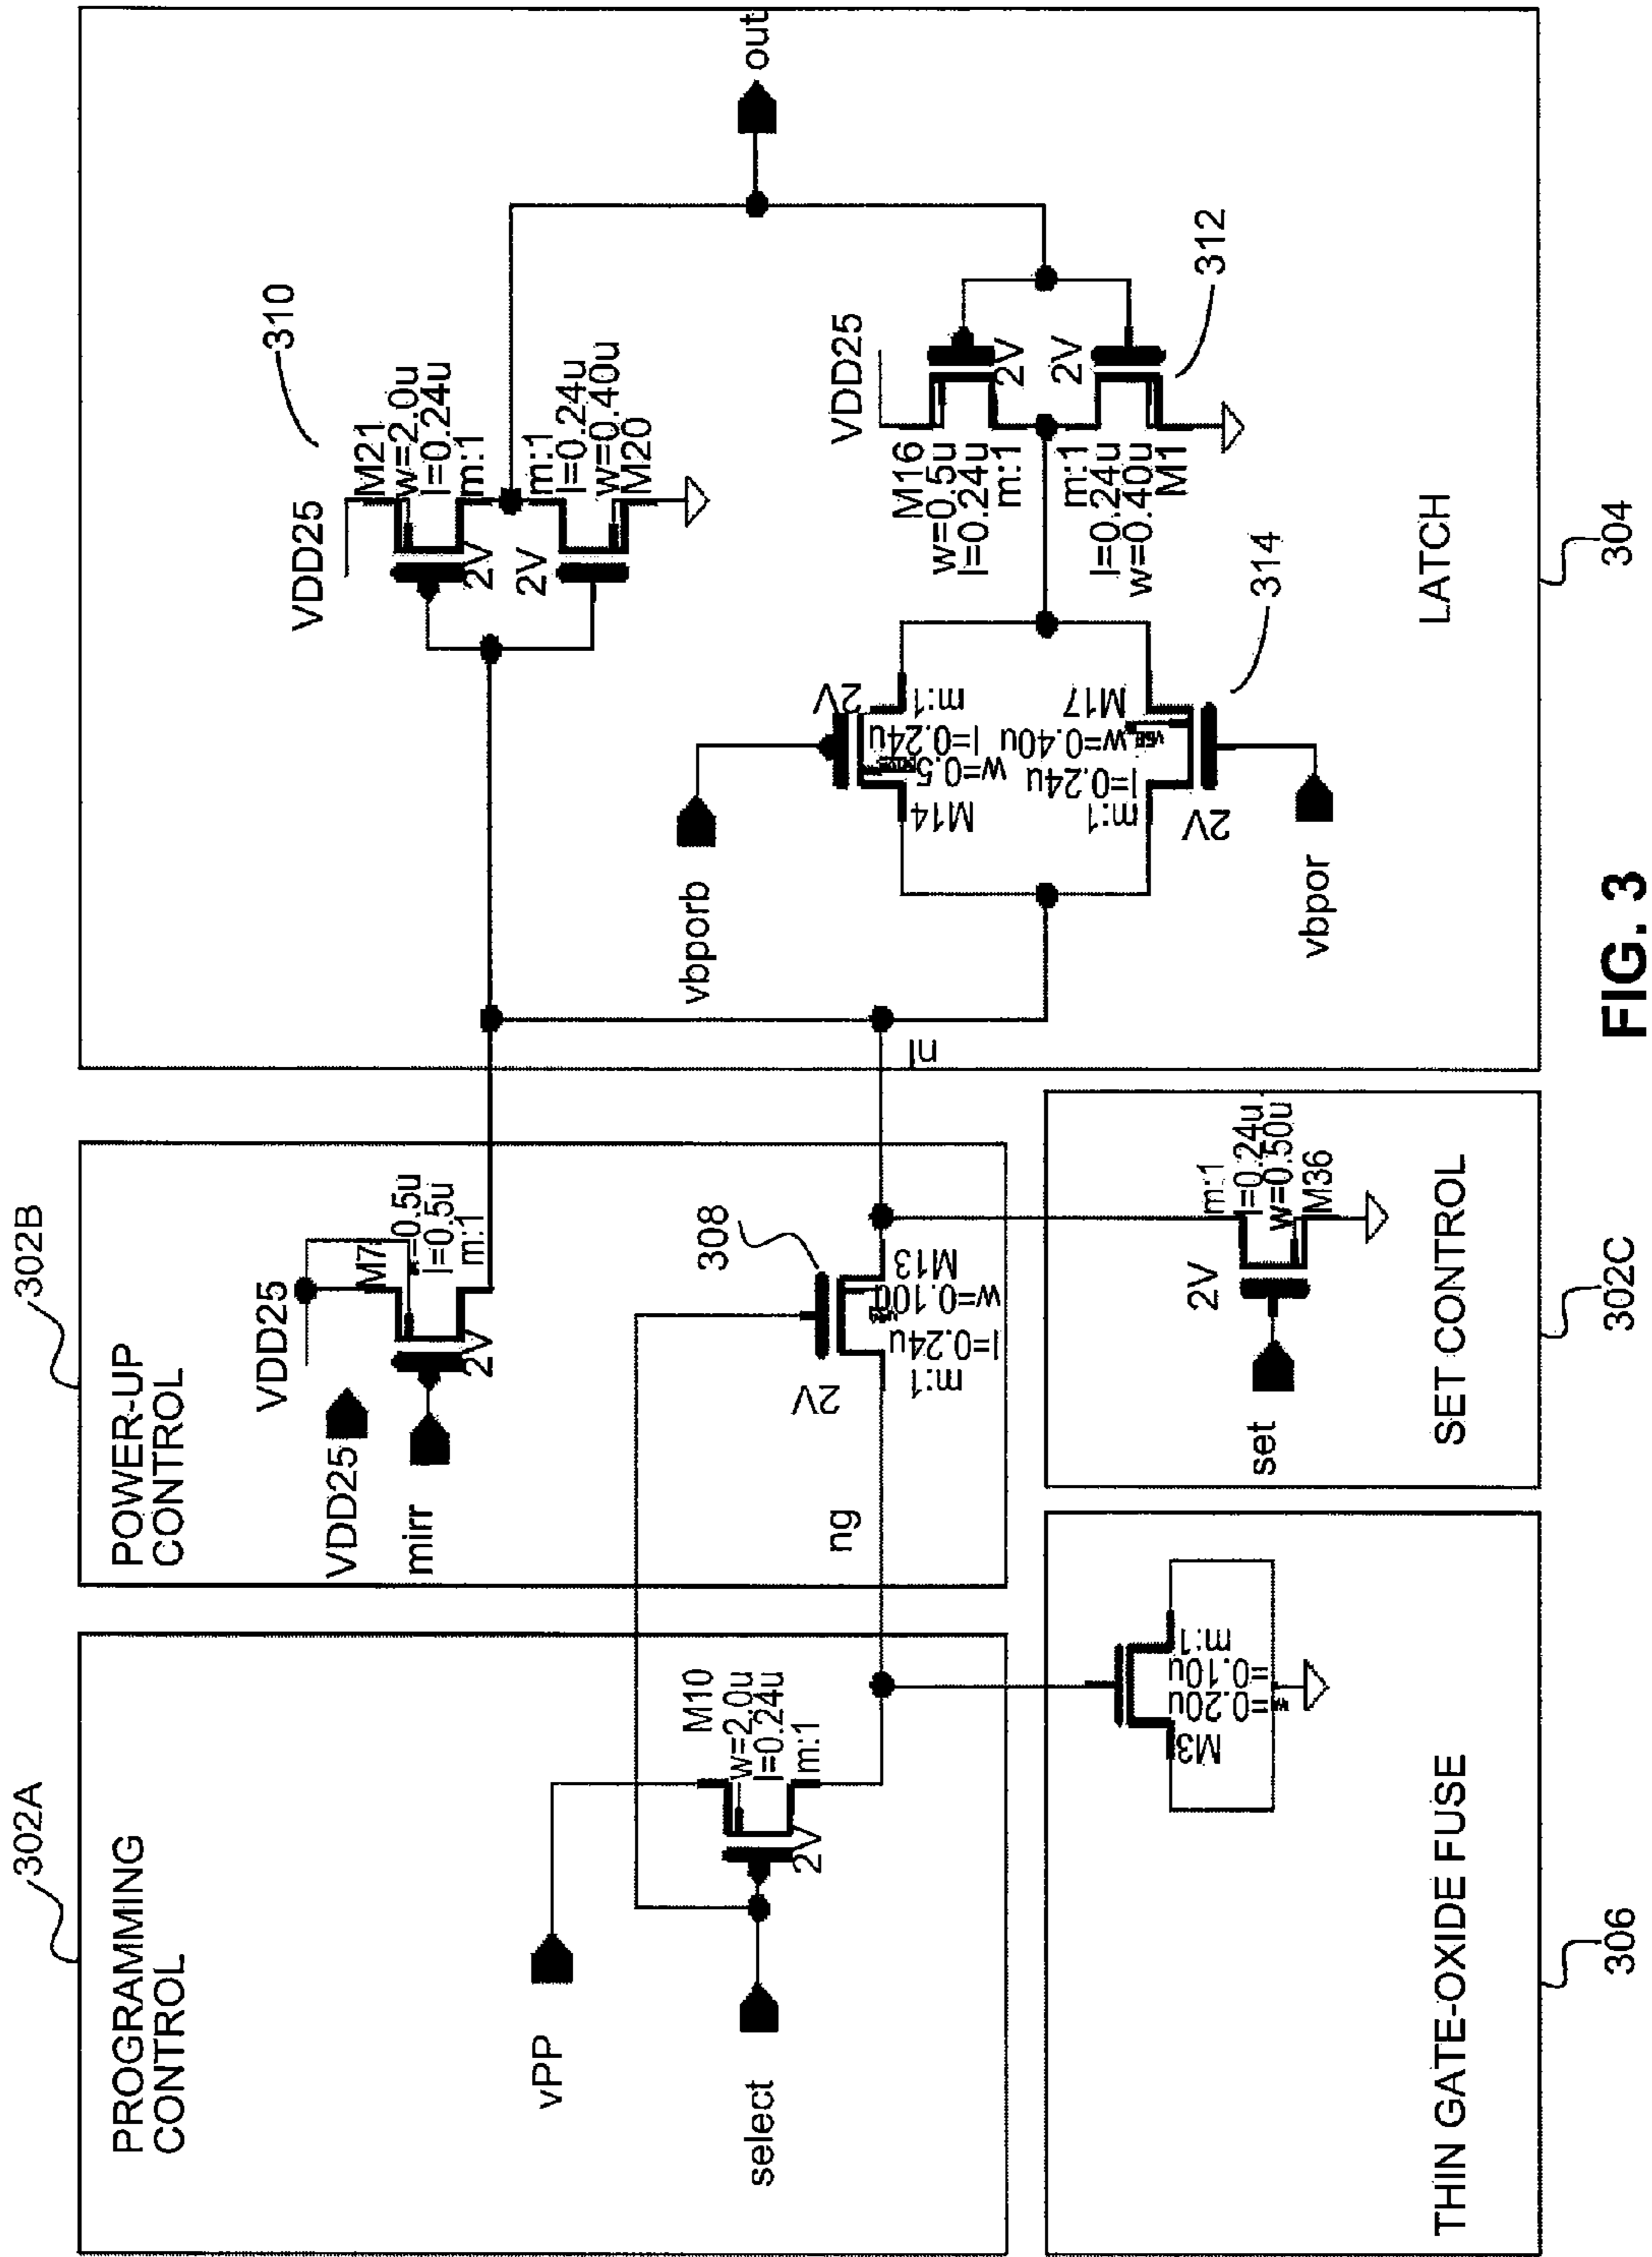 302A
PROGRAMMING
CONTROL
vPP
select
M10
w=2.0u
l=0.24u
m:1
2V
302B
POWER-UP
CONTROL
VDD25
VDD25
mirr
M7
=0.5u
l=0.5u
m:1
2V
308
ng
M13
w=0.10u
l=0.24u
m:1
2V
THIN GATE-OXIDE FUSE
306
M3
=0.20u
=0.10u
m:1
SET CONTROL
302C
set
2V
m:1
l=0.24u
w=0.50u
M36
LATCH
304
310
VDD25
M21
w=2.0u
l=0.24u
m:1
2V
2V
m:1
l=0.24u
w=0.40u
M20
out
312
VDD25
M16
w=0.5u
l=0.24u
m:1
2V
2V
m:1
l=0.24u
w=0.40u
M1
314
vbporb
2V
M14
w=0.5
l=0.24u
m:1
M17
w=0.40u
l=0.24u
m:1
2V
vbpor
FIG. 3